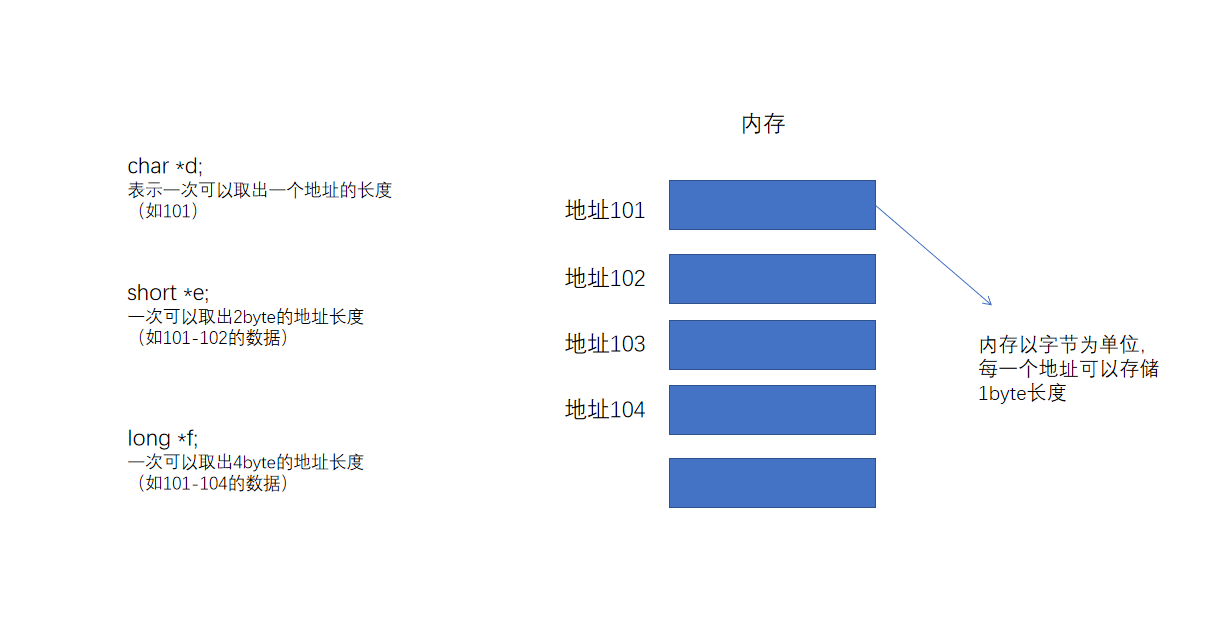 内存
char *d;
表示一次可以取出一个地址的长度
（如101）
short *e;
一次可以取出2byte的地址长度
（如101-102的数据）
long *f;
一次可以取出4byte的地址长度
（如101-104的数据）
地址101
地址102
地址103
地址104
内存以字节为单位,
每一个地址可以存储
1byte长度